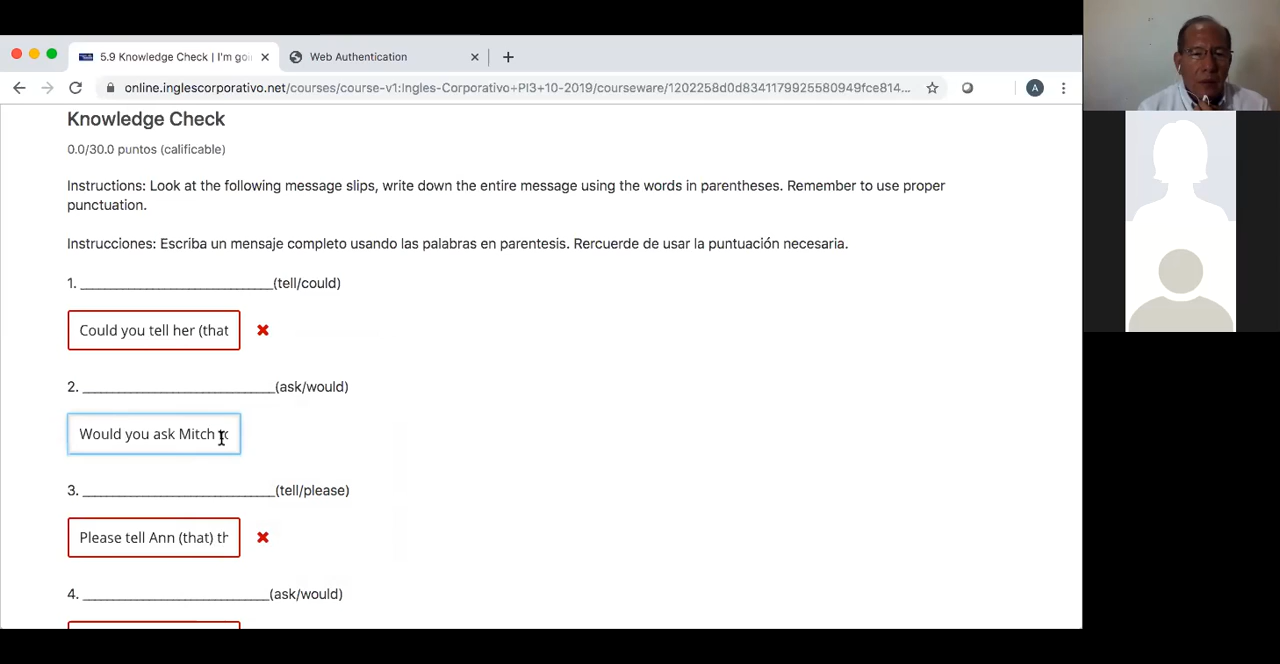 5.9 Knowledge Check | I'm goi
Web Authentication
online.inglescorporativo.net/courses/course-v1:Ingles-Corporativo+PI3+10-2019/courseware/1202258d0d8341179925580949fce814...
A
Knowledge Check
0.0/30.0 puntos (calificable)
Instructions: Look at the following message slips, write down the entire message using the words in parentheses. Remember to use proper
punctuation.
Instrucciones: Escriba un mensaje completo usando las palabras en parentesis. Rercuerde de usar la puntuación necesaria.
1. ____________________________(tell/could)
Could you tell her (that
2. ____________________________(ask/would)
Would you ask Mitch
3. ____________________________(tell/please)
Please tell Ann (that) th
4. ___________________________(ask/would)